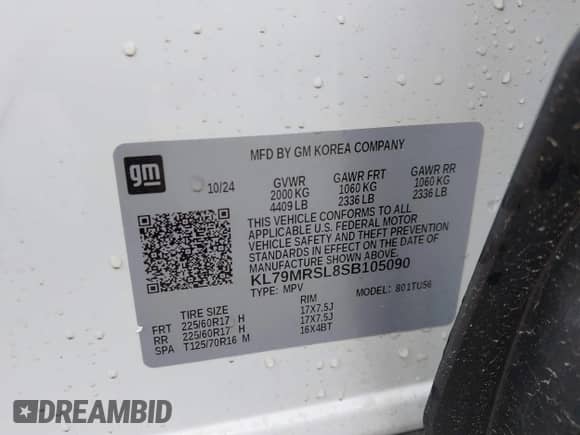 MFD BY GM KOREA COMPANY
gm
10/24
GVWR GAWR FRT GAWR RR
2000 KG 1060 KG 1060 KG
4409 LB 2336 LB 2336 LB
THIS VEHICLE CONFORMS TO ALL
APPLICABLE U.S. FEDERAL MOTOR
VEHICLE SAFETY AND THEFT
PREVENTION STANDARDS
IN EFFECT ON THE DATE OF
MANUFACTURE SHOWN ABOVE.
KL79MRSL8SB105090
TYPE: MPV MODEL: 801TU56
TIRE SIZE RIM
FRT 225/60R17 H 17X7.5J
RR 225/60R17 H 17X7.5J
SPA T125/70R16 M 16X4BT
DREAMBID